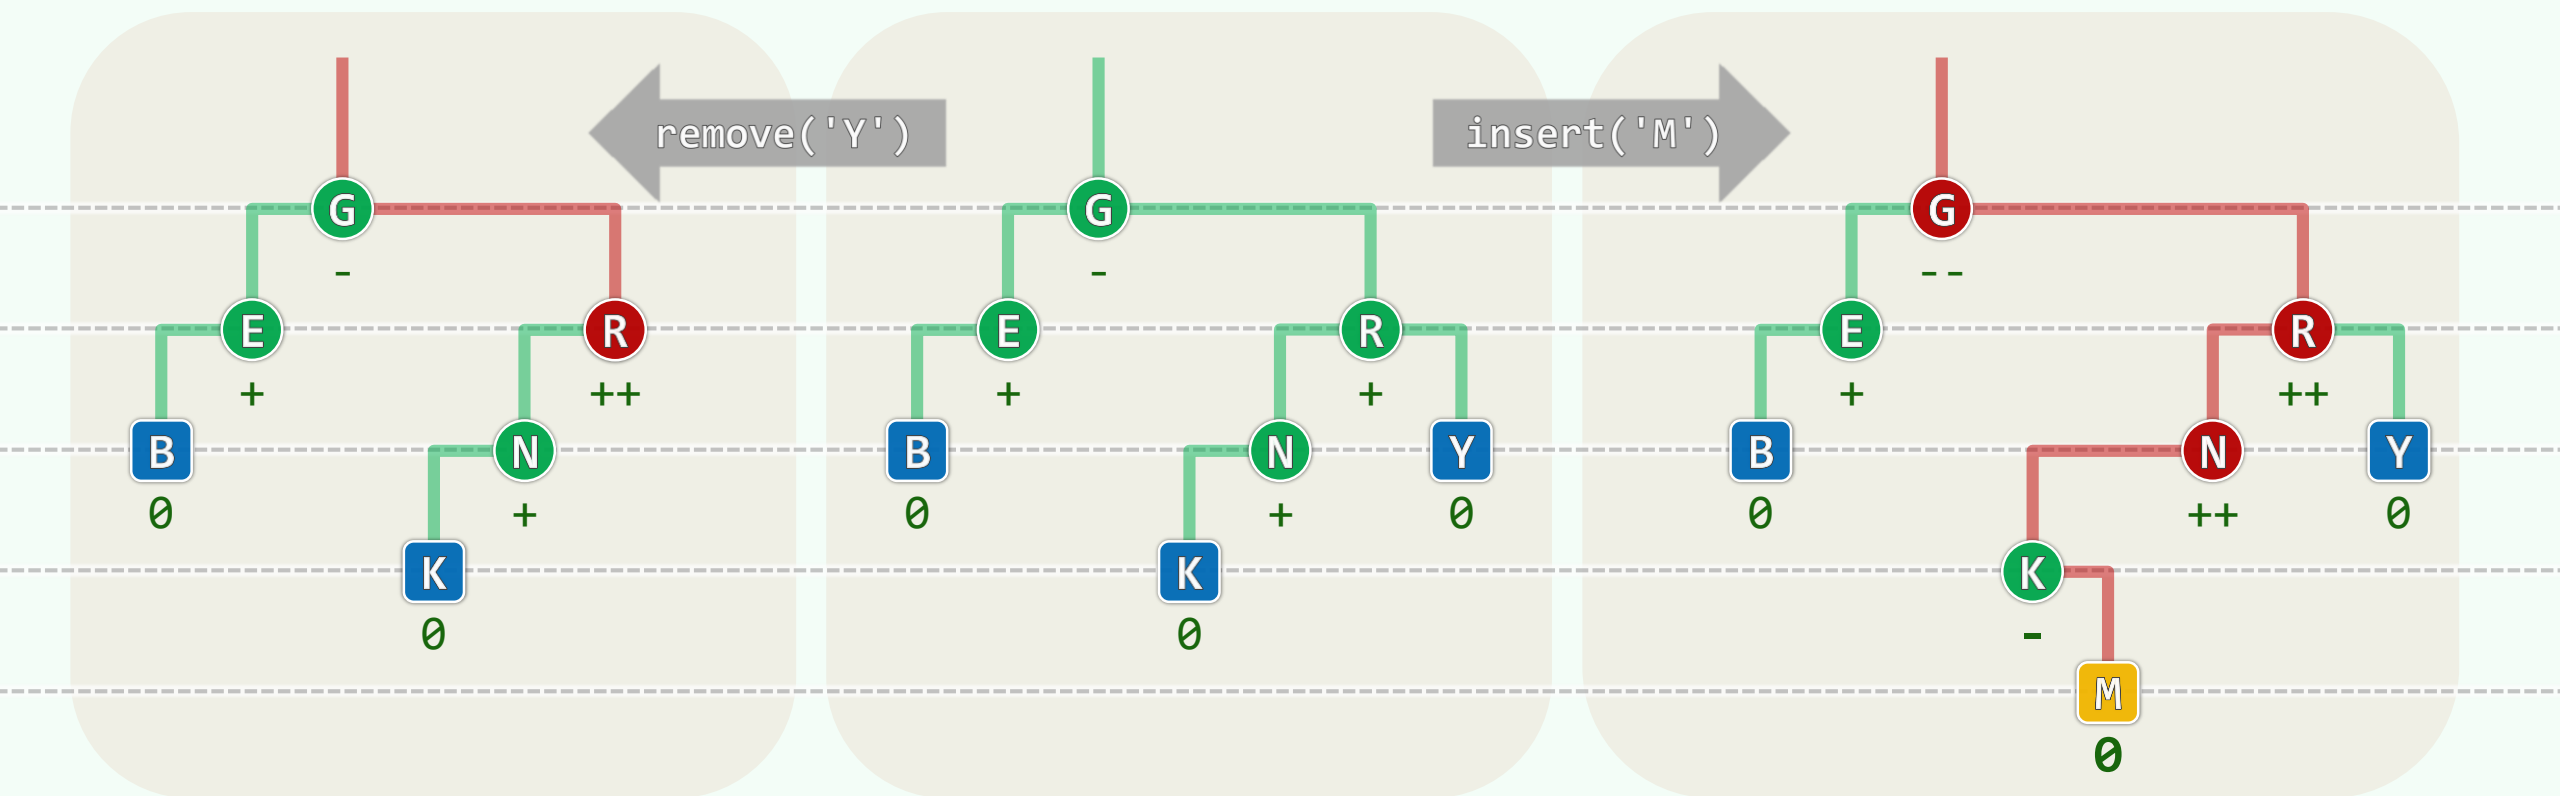 remove('Y')
insert('M')
G G G
- - --
E R E R E R
+ ++ + + + ++
B N B N Y B N Y
0 + 0 + 0 0 ++ 0
K K K
0 0 -
M
0